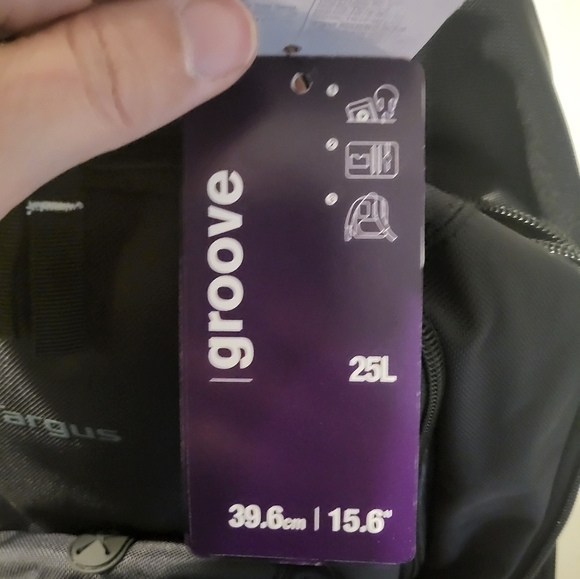 groove
25L
39.6cm | 15.6"
argus